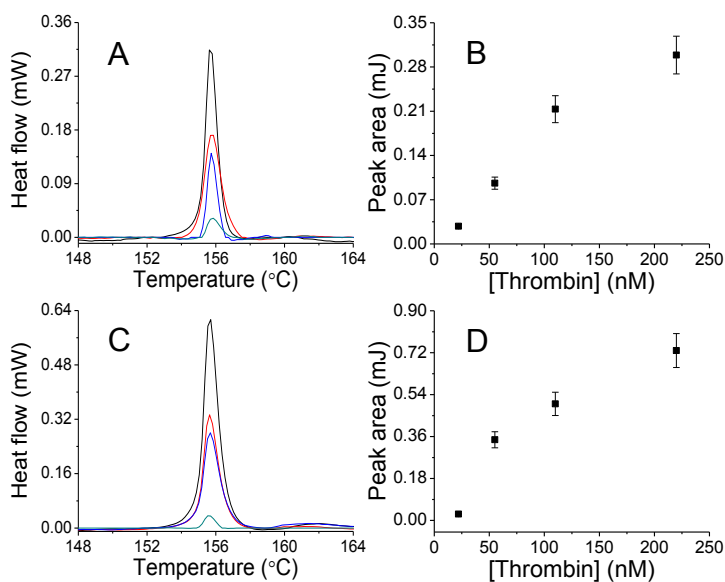 A
0.36
0.27
0.18
0.09
0.00
Heat flow (mW)
148 152 156 160 164
Temperature (°C)
B
0.35
0.28
0.21
0.14
0.07
0.00
Peak area (mJ)
0 50 100 150 200 250
[Thrombin] (nM)
C
0.64
0.48
0.32
0.16
0.00
Heat flow (mW)
148 152 156 160 164
Temperature (°C)
D
0.90
0.72
0.54
0.36
0.18
0.00
Peak area (mJ)
0 50 100 150 200 250
[Thrombin] (nM)